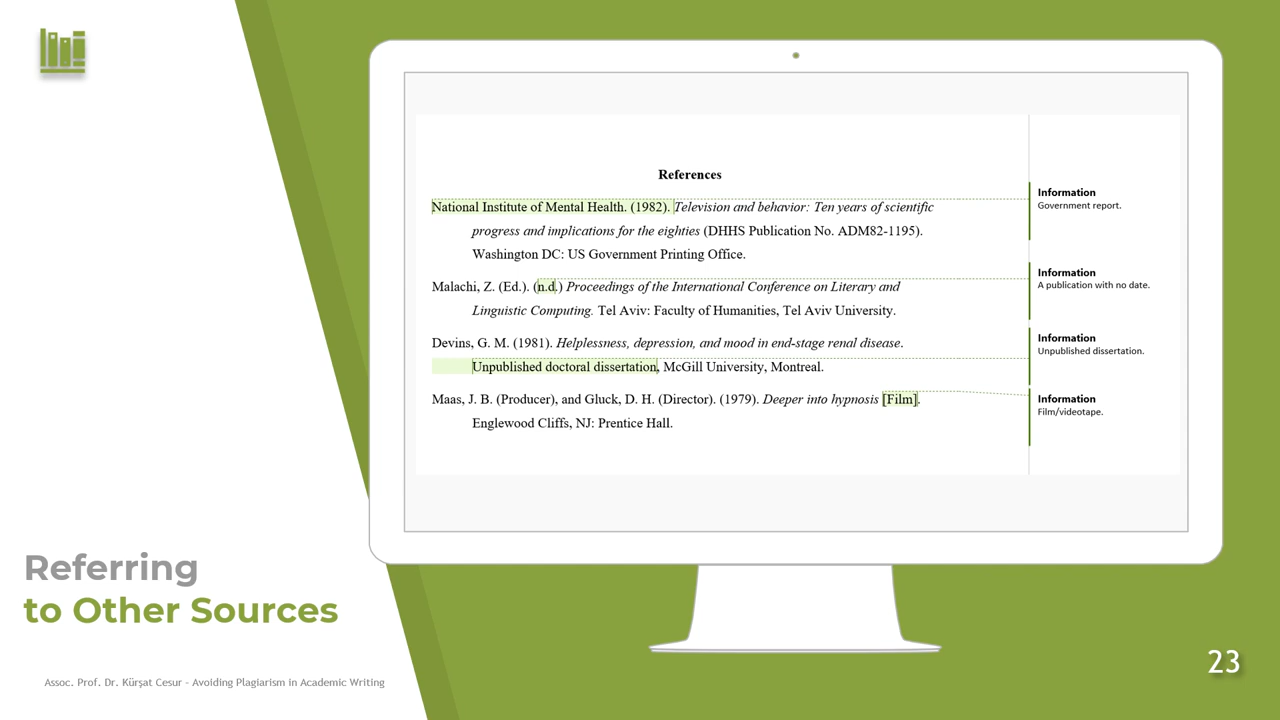 References
National Institute of Mental Health. (1982). Television and behavior: Ten years of scientific
progress and implications for the eighties (DHHS Publication No. ADM82-1195).
Washington DC: US Government Printing Office.
Malachi, Z. (Ed.). (n.d.) Proceedings of the International Conference on Literary and
Linguistic Computing. Tel Aviv: Faculty of Humanities, Tel Aviv University.
Devins, G. M. (1981). Helplessness, depression, and mood in end-stage renal disease.
Unpublished doctoral dissertation, McGill University, Montreal.
Maas, J. B. (Producer), and Gluck, D. H. (Director). (1979). Deeper into hypnosis [Film].
Englewood Cliffs, NJ: Prentice Hall.
Information
Government report.
Information
A publication with no date.
Information
Unpublished dissertation.
Information
Film/videotape.
Referring
to Other Sources
Assoc. Prof. Dr. Kürşat Cesur - Avoiding Plagiarism in Academic Writing
23